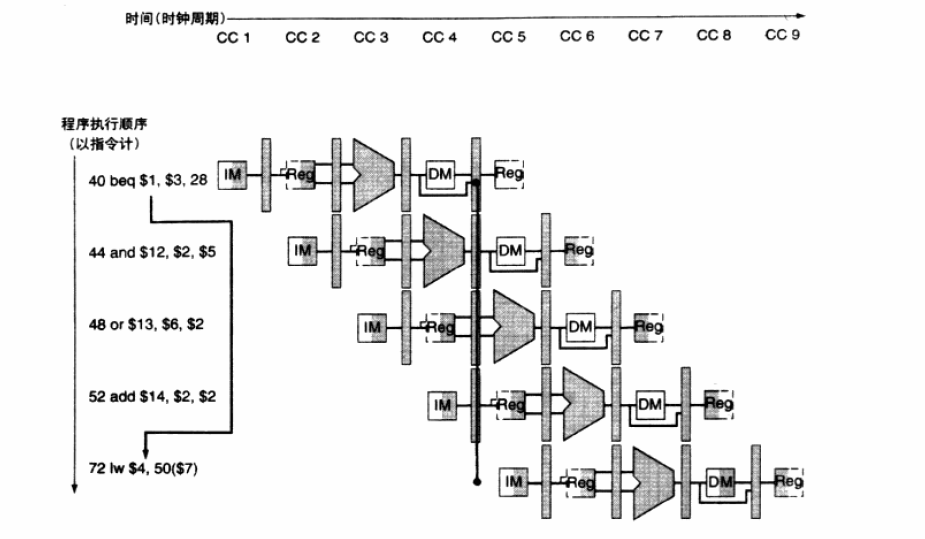 时间(时钟周期)
CC 1 CC 2 CC 3 CC 4 CC 5 CC 6 CC 7 CC 8 CC 9
程序执行顺序
(以指令计)
40 beq $1, $3, 28 IM Reg DM Reg
44 and $12, $2, $5 IM Reg DM Reg
48 or $13, $6, $2 IM Reg DM Reg
52 add $14, $2, $2 IM Reg DM Reg
72 lw $4, 50($7) IM Reg DM Reg